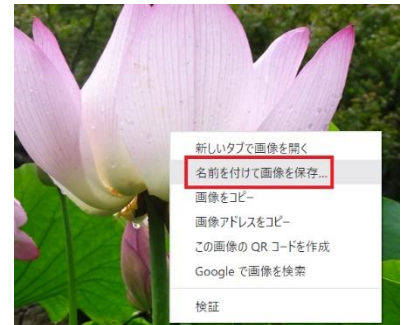 新しいタブで画像を開く
名前を付けて画像を保存...
画像をコピー
画像アドレスをコピー
この画像の QR コードを作成
Google で画像を検索
検証